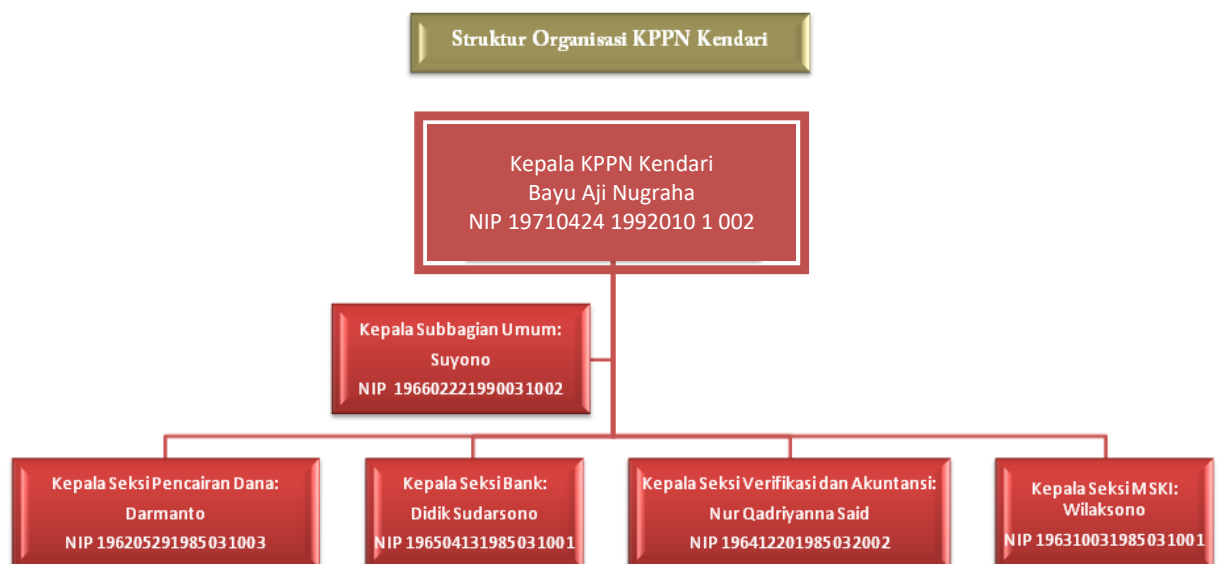 Struktur Organisasi KPPN Kendari
Kepala KPPN Kendari
Bayu Aji Nugraha
NIP 19710424 1992010 1 002
Kepala Subbagian Umum:
Suyono
NIP 196602221990031002
Kepala Seksi Pencairan Dana:
Darmanto
NIP 196205291985031003
Kepala Seksi Bank:
Didik Sudarsono
NIP 196504131985031001
Kepala Seksi Verifikasi dan Akuntansi:
Nur Qadriyanna Said
NIP 196412201985032002
Kepala Seksi MSKI:
Wilaksono
NIP 196310031985031001